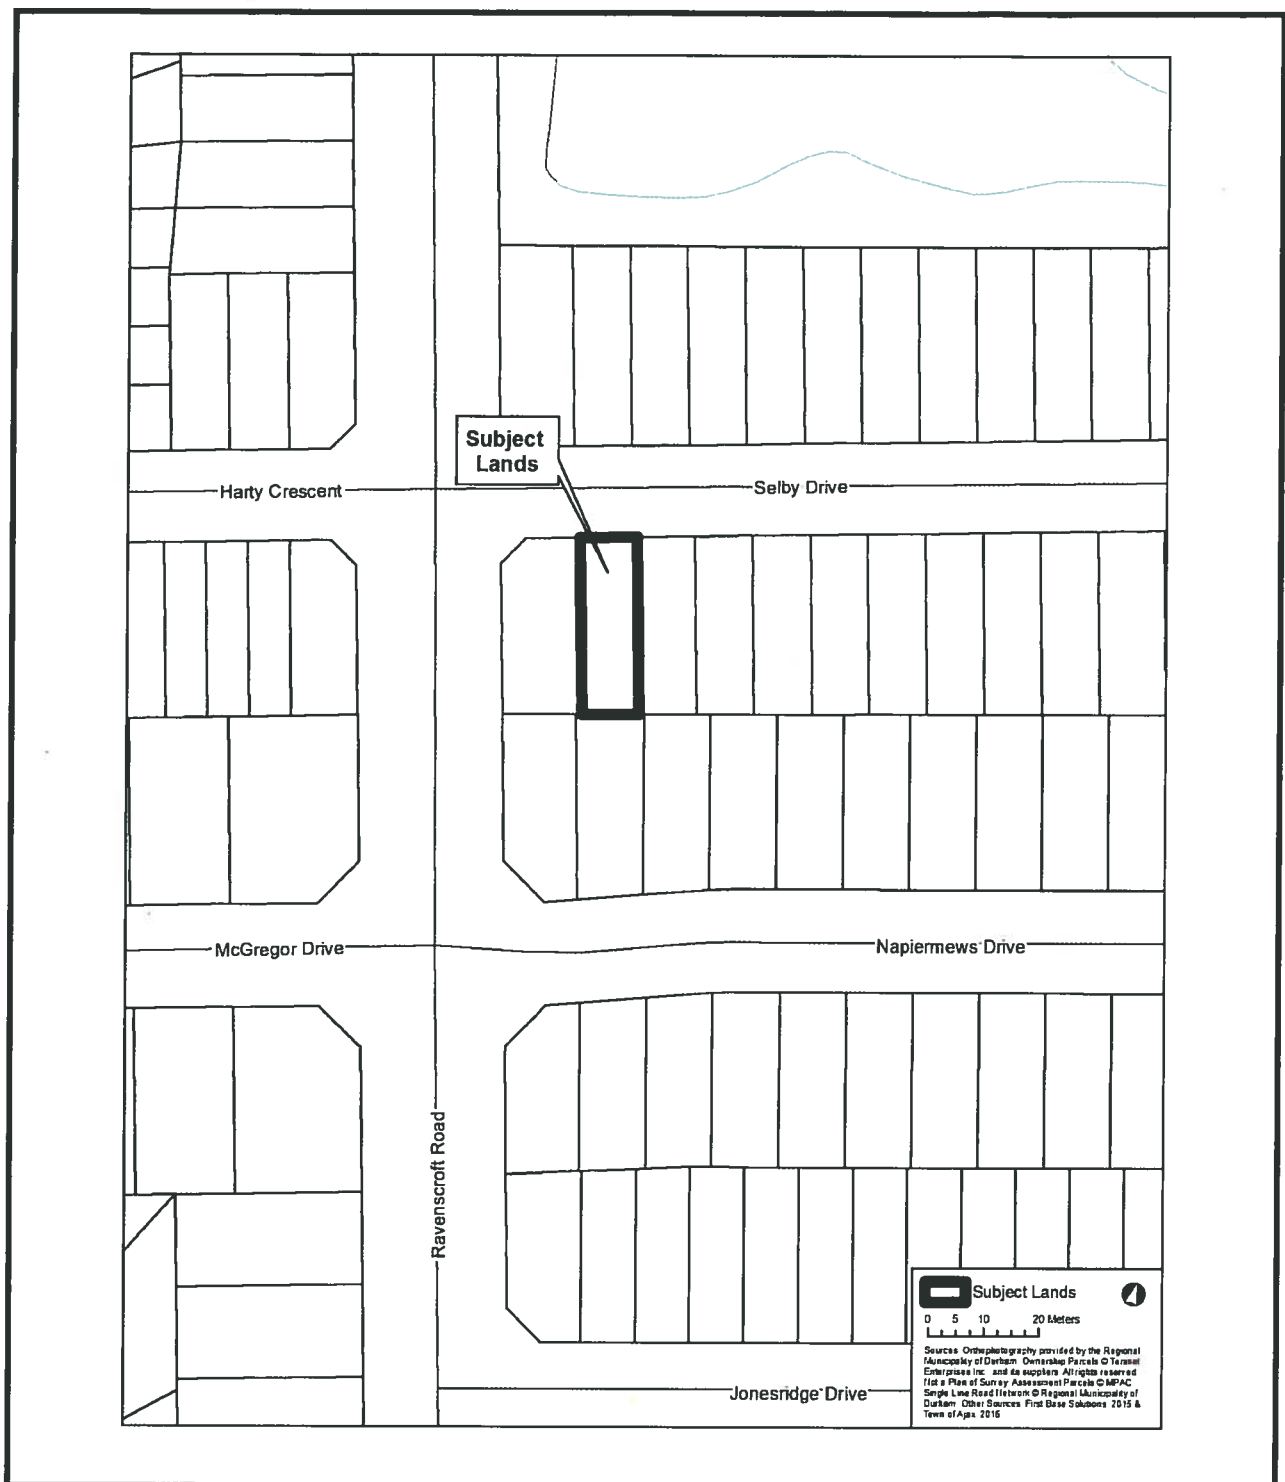 Subject
Lands
Harty Crescent
Selby Drive
McGregor Drive
Napiermews Drive
Ravenscroft Road
Jonesridge Drive
Subject Lands
0 5 10 20 Meters
Sources Orthophotography provided by the Regional
Municipality of Durham Ownership Parcels © Teranet
Enterprises Inc. and its suppliers All rights reserved
Not a Plan of Survey Assessment Parcels © MPAC
Single Line Road Network © Regional Municipality of
Durham Other Sources First Base Solutions 2015 &
Town of Ajax 2016